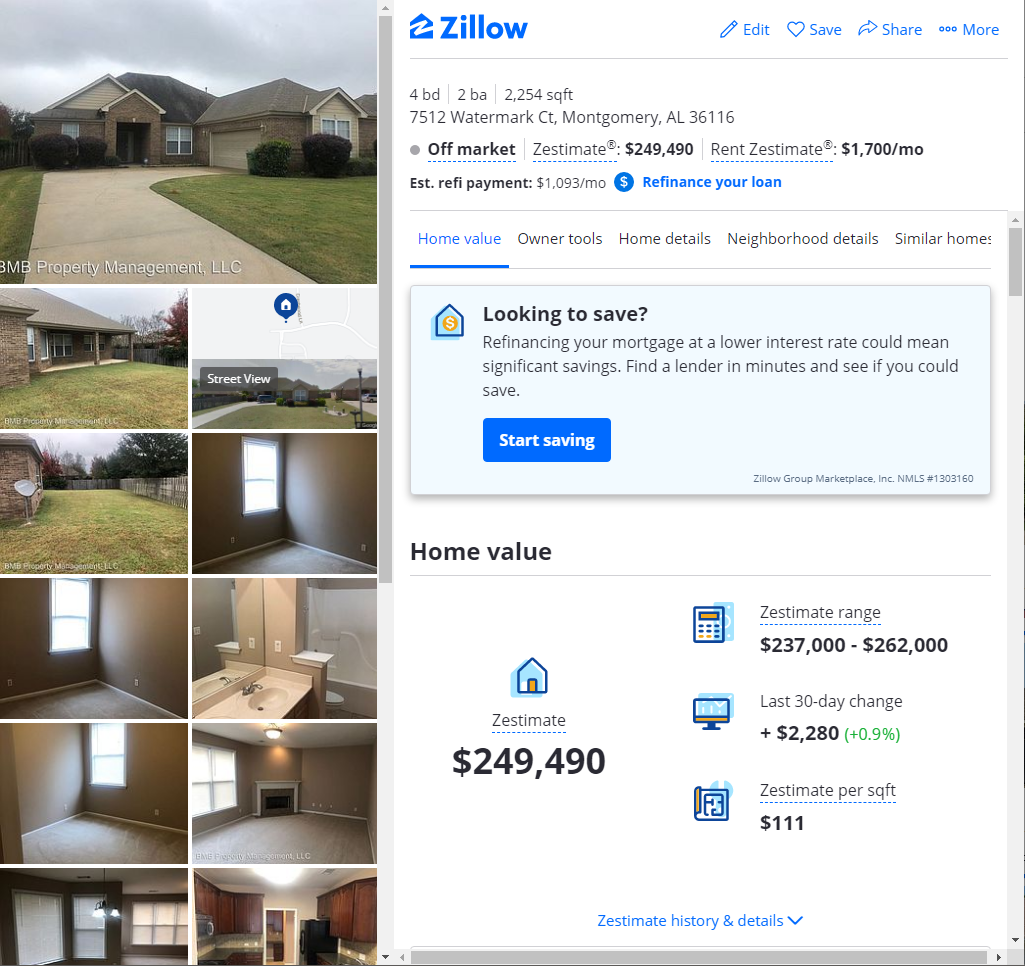 Zillow
Edit Save Share More
4 bd 2 ba 2,254 sqft
7512 Watermark Ct, Montgomery, AL 36116
Off market Zestimate®: $249,490 Rent Zestimate®: $1,700/mo
Est. refi payment: $1,093/mo $ Refinance your loan
Home value Owner tools Home details Neighborhood details Similar homes
BMB Property Management, LLC
Street View
BMB Property Management, LLC
BMB Property Management, LLC
BMB Property Management, LLC
$
Looking to save?
Refinancing your mortgage at a lower interest rate could mean
significant savings. Find a lender in minutes and see if you could
save.
Start saving
Zillow Group Marketplace, Inc. NMLS #1303160
Home value
Zestimate
$249,490
Zestimate range
$237,000 - $262,000
Last 30-day change
+ $2,280 (+0.9%)
Zestimate per sqft
$111
Zestimate history & details